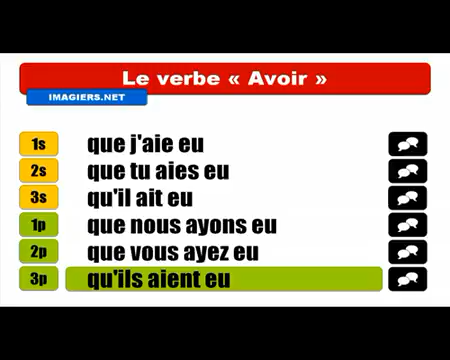 Le verbe « Avoir »
IMAGIERS.NET
1s que j'aie eu
2s que tu aies eu
3s qu'il ait eu
1p que nous ayons eu
2p que vous ayez eu
3p qu'ils aient eu